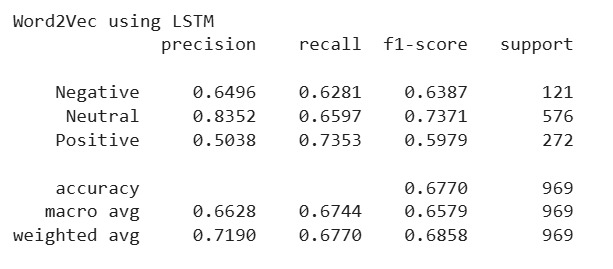 Word2Vec using LSTM
precision recall f1-score support
Negative 0.6496 0.6281 0.6387 121
Neutral 0.8352 0.6597 0.7371 576
Positive 0.5038 0.7353 0.5979 272
accuracy 0.6770 969
macro avg 0.6628 0.6744 0.6579 969
weighted avg 0.7190 0.6770 0.6858 969